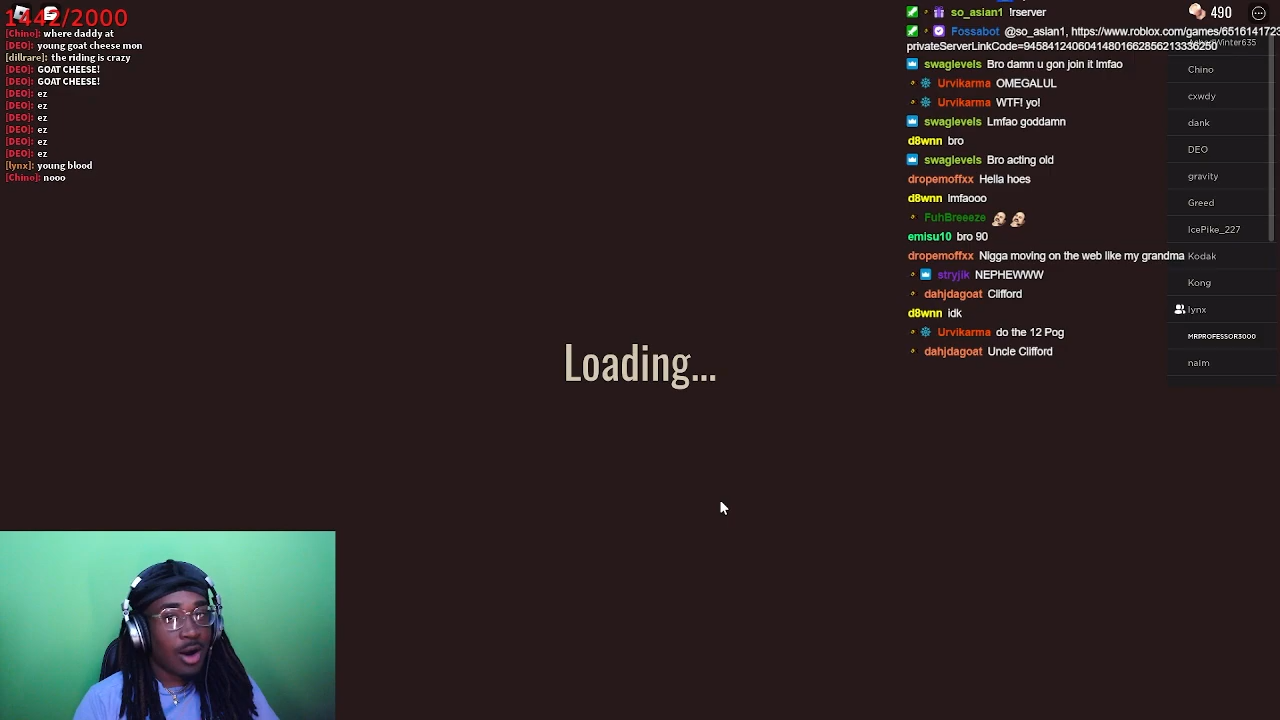 1442/2000
[Chino]: where daddy at
[DEO]: young goat cheese mon
[dillrare]: the riding is crazy
[DEO]: GOAT CHEESE!
[DEO]: GOAT CHEESE!
[DEO]: ez
[DEO]: ez
[DEO]: ez
[DEO]: ez
[DEO]: ez
[DEO]: ez
[lynx]: young blood
[Chino]: nooo
Loading...
so_asian1 !rserver
Fossabot @so_asian1, https://www.roblox.com/games/6516141723
privateServerLinkCode=94584124060414801662856213336250
swaglevels Bro damn u gon join it lmfao
Urvikarma OMEGALUL
Urvikarma WTF! yo!
swaglevels Lmfao goddamn
d8wnn bro
swaglevels Bro acting old
dropemoffxx Hella hoes
d8wnn lmfaooo
FuhBreeeze
emisu10 bro 90
dropemoffxx Nigga moving on the web like my grandma
stryjik NEPHEWWW
dahjdagoat Clifford
d8wnn idk
Urvikarma do the 12 Pog
dahjdagoat Uncle Clifford
490
Chino
cxwdy
dank
DEO
gravity
Greed
IcePike_227
Kodak
Kong
lynx
MRPROFESSOR3000
naim